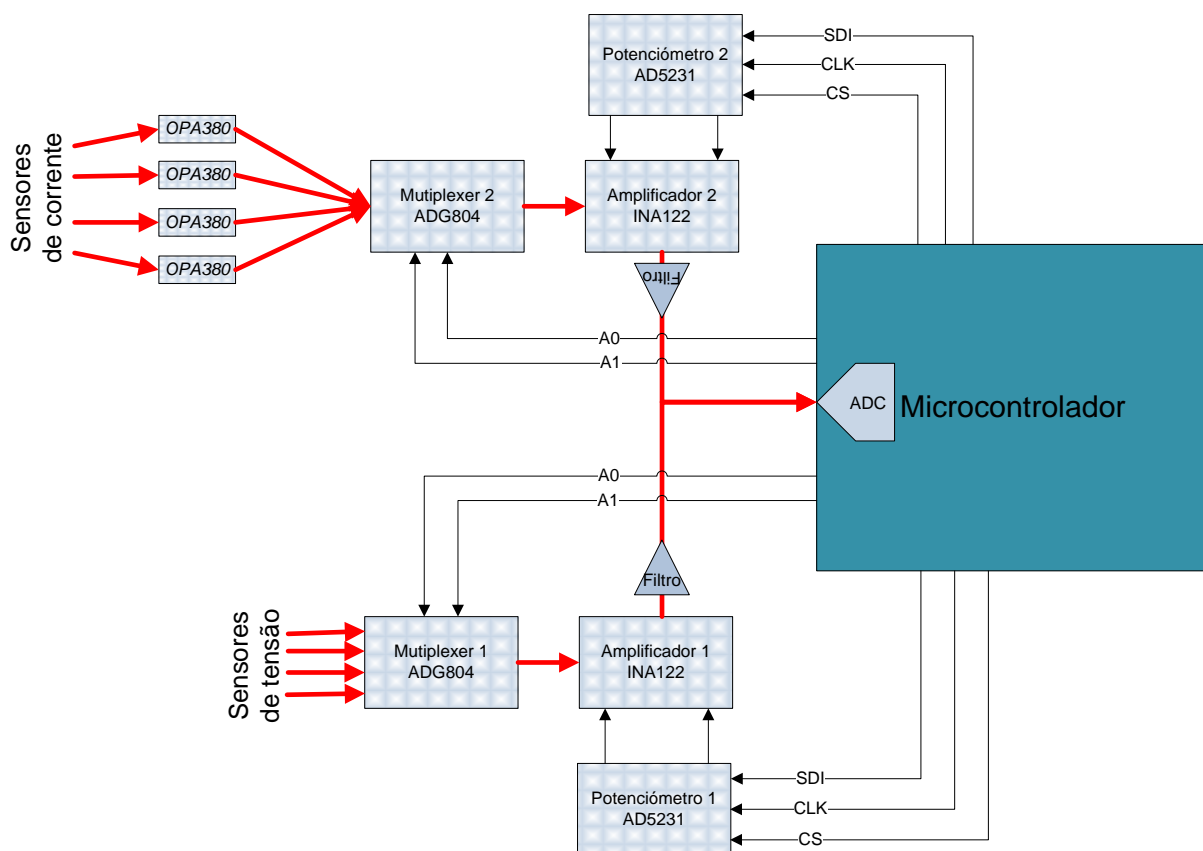 Potenciómetro 2
AD5231
SDI
CLK
CS
Sensores
de corrente
OPA380
OPA380
OPA380
OPA380
Mutiplexer 2
ADG804
Amplificador 2
INA122
Filtro
A0
A1
ADC
Microcontrolador
A0
A1
Filtro
Sensores
de tensão
Mutiplexer 1
ADG804
Amplificador 1
INA122
Potenciómetro 1
AD5231
SDI
CLK
CS